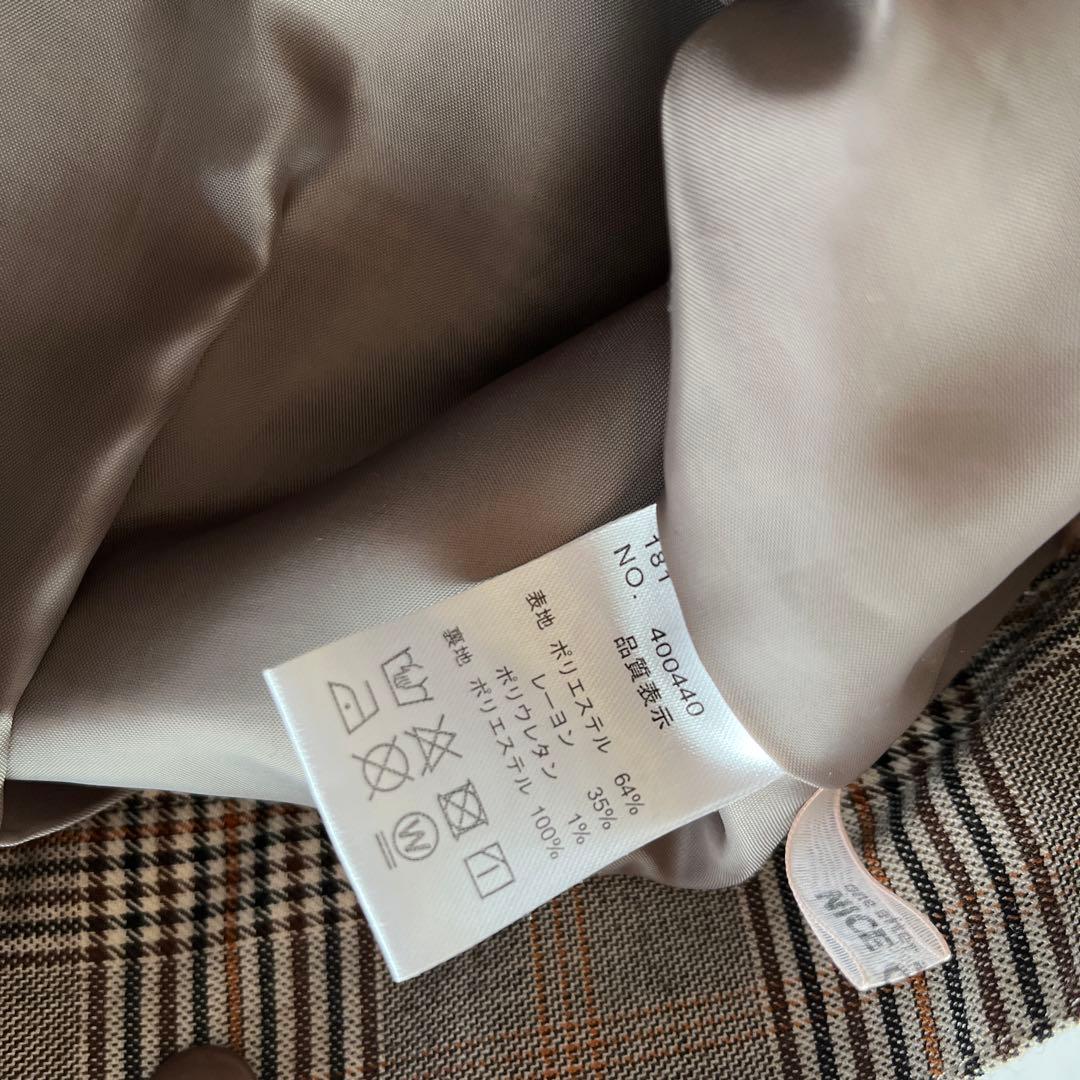 181
NO. 400440
品質表示
表地 ポリエステル 64%
レーヨン 35%
ポリウレタン 1%
裏地 ポリエステル 100%
W
one after
NICE